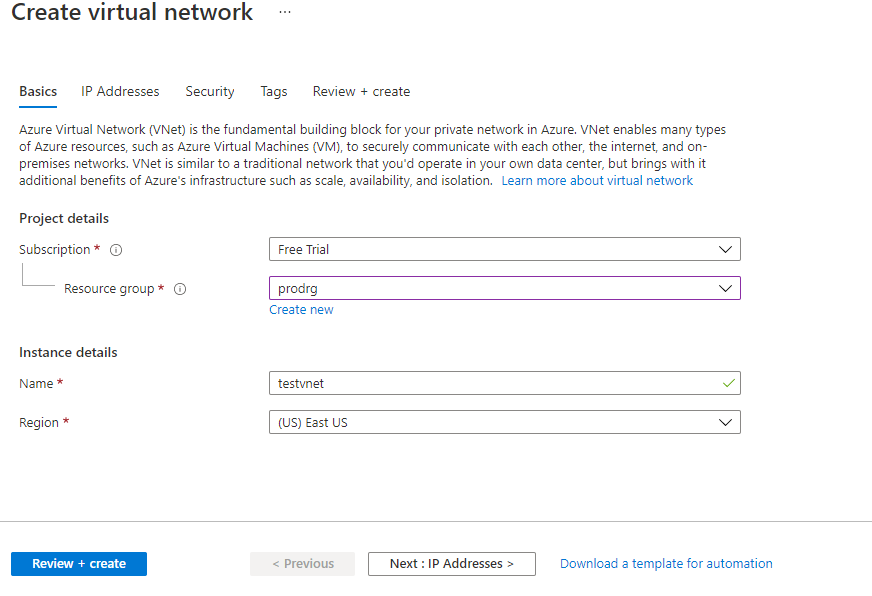 Create virtual network ...
Basics IP Addresses Security Tags Review + create
Azure Virtual Network (VNet) is the fundamental building block for your private network in Azure. VNet enables many types
of Azure resources, such as Azure Virtual Machines (VM), to securely communicate with each other, the internet, and on-
premises networks. VNet is similar to a traditional network that you'd operate in your own data center, but brings with it
additional benefits of Azure's infrastructure such as scale, availability, and isolation. Learn more about virtual network
Project details
Subscription * Free Trial
Resource group * prodrg
Create new
Instance details
Name * testvnet
Region * (US) East US
Review + create < Previous Next : IP Addresses > Download a template for automation